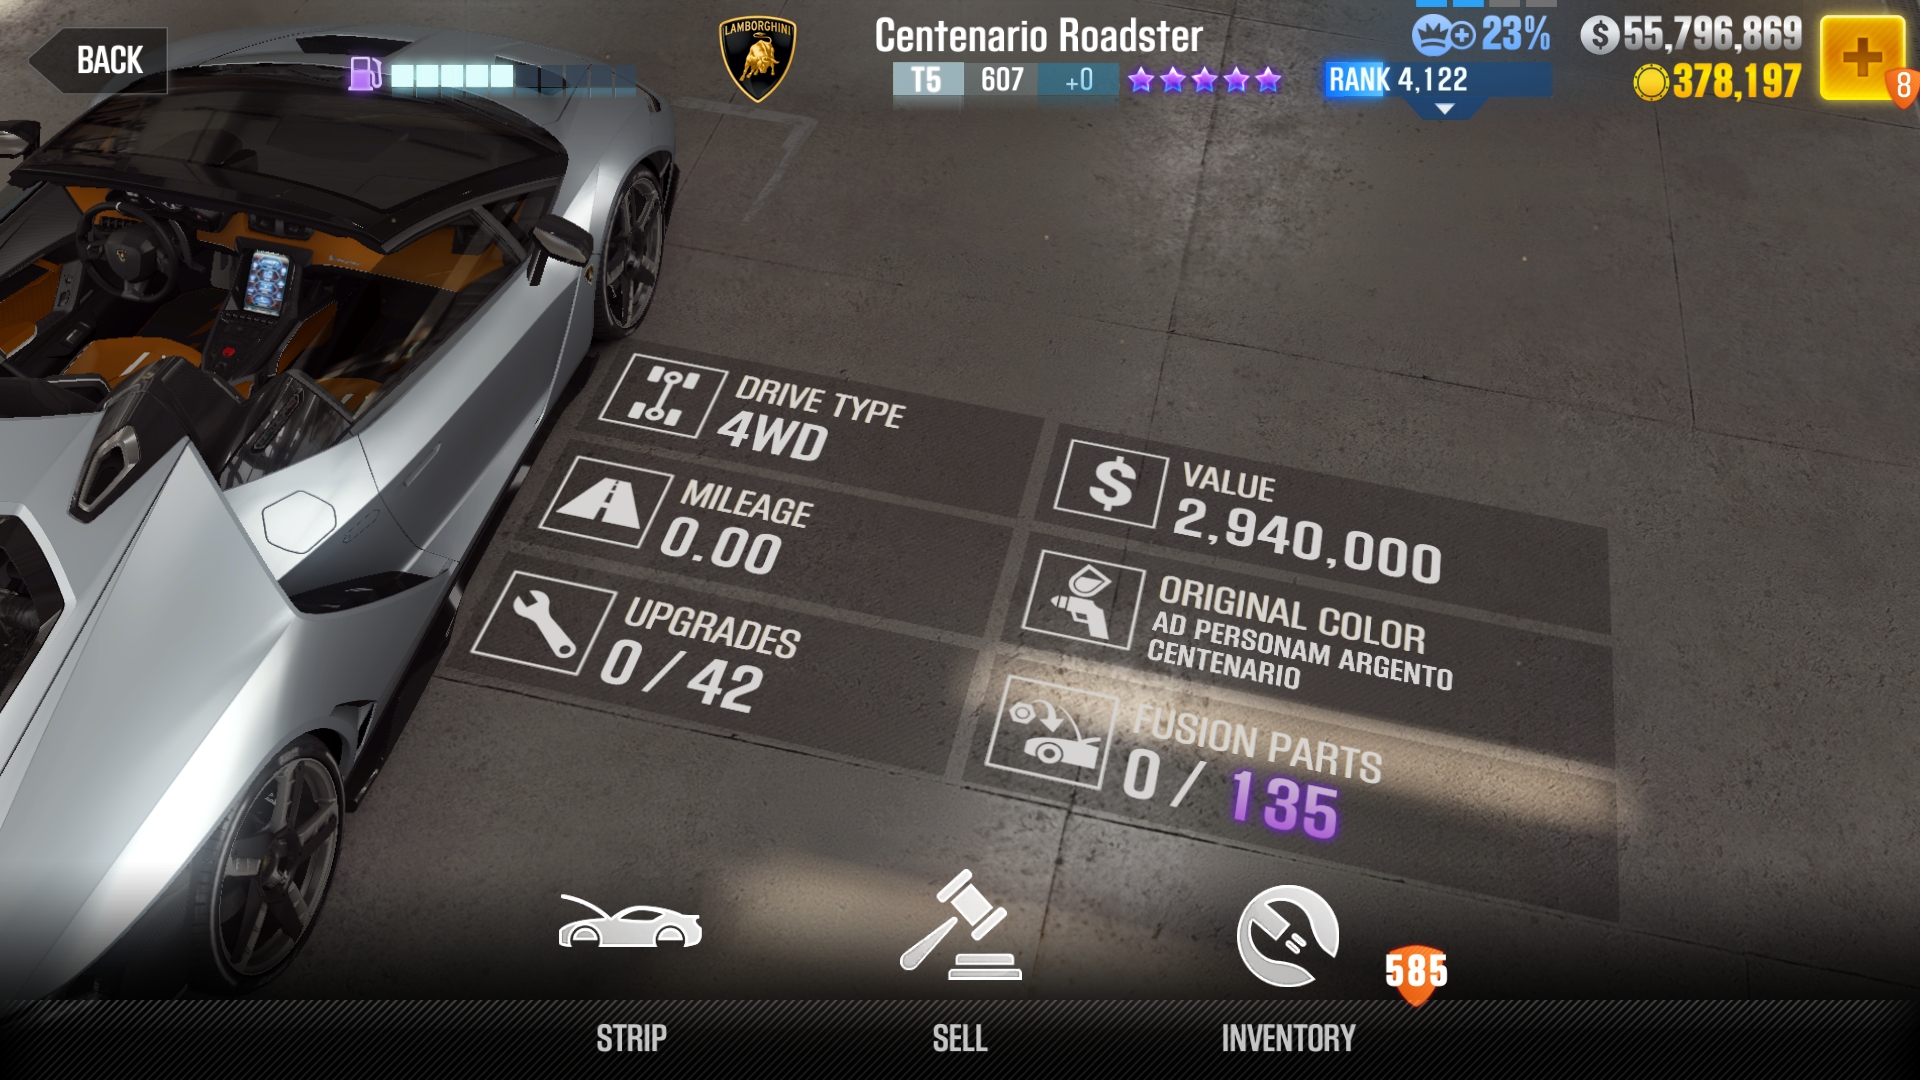 BACK
LAMBORGHINI
Centenario Roadster
T5 607 +0
RANK 4,122
23%
$ 55,796,869
378,197
8
DRIVE TYPE
4WD
MILEAGE
0.00
UPGRADES
0 / 42
$ VALUE
2,940,000
ORIGINAL COLOR
AD PERSONAM ARGENTO
CENTENARIO
FUSION PARTS
0 / 135
STRIP
SELL
INVENTORY
585